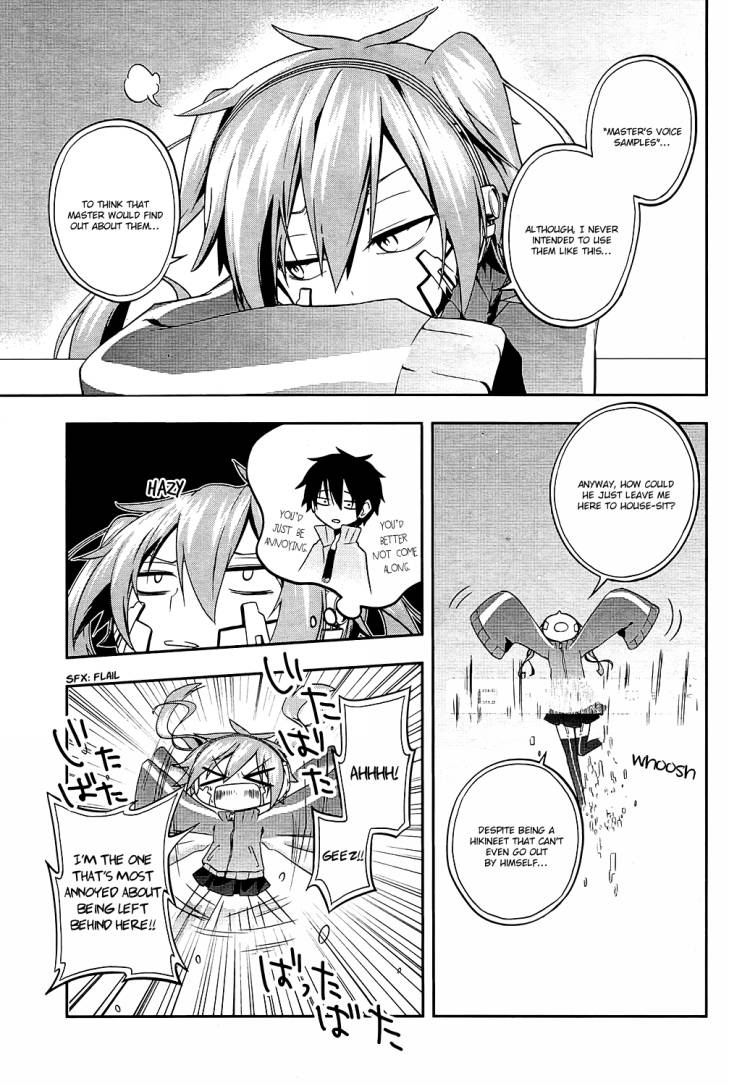 "MASTER'S VOICE
SAMPLES"...
ALTHOUGH, I NEVER
INTENDED TO USE
THEM LIKE THIS...
TO THINK THAT
MASTER WOULD FIND
OUT ABOUT THEM...
ANYWAY, HOW COULD
HE JUST LEAVE ME
HERE TO HOUSE-SIT?
WHOOSH
DESPITE BEING A
HIKINEET THAT CAN'T
EVEN GO OUT
BY HIMSELF...
HAZY
YOU'D
BETTER
NOT COME
ALONG.
YOU'D
JUST BE
ANNOYING.
SFX: FLAIL
じたばた
じたばた
AHHHH!
GEEZ!!
I'M THE ONE
THAT'S MOST
ANNOYED ABOUT
BEING LEFT
BEHIND HERE!!
ばったばた